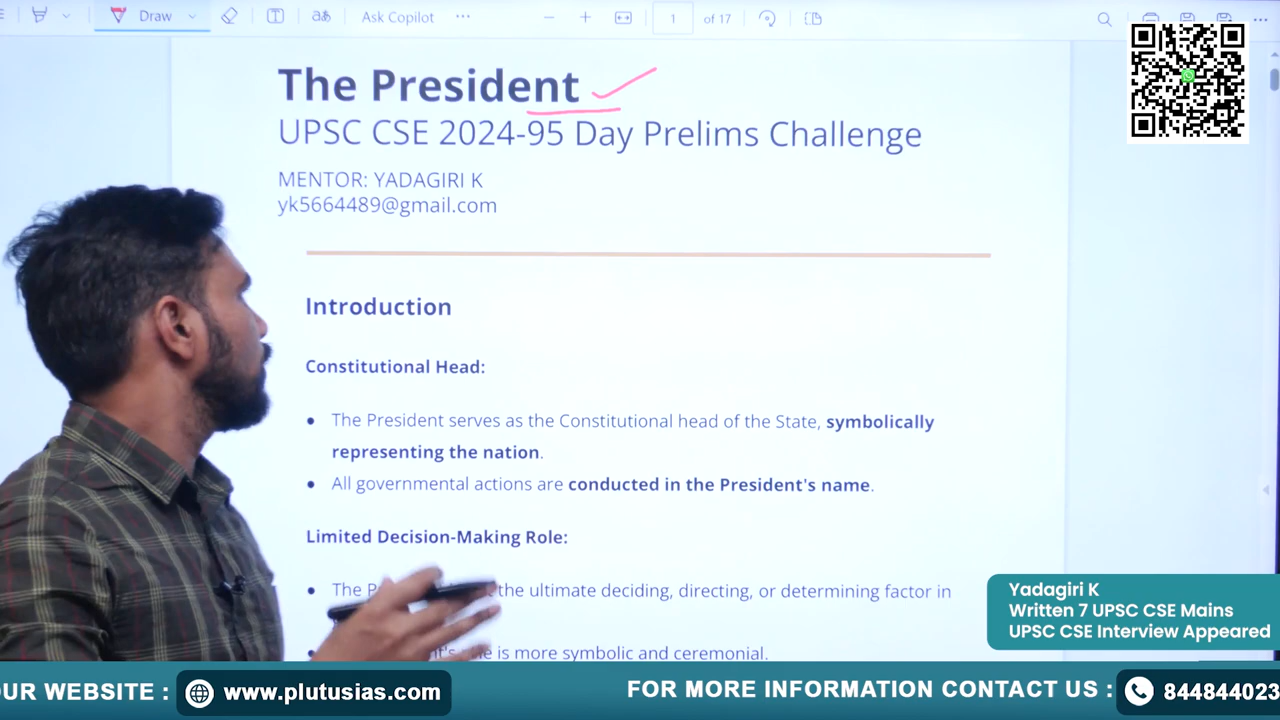 Draw
aあ
Ask Copilot
1 of 17
The President
UPSC CSE 2024-95 Day Prelims Challenge
MENTOR: YADAGIRI K
yk5664489@gmail.com
Introduction
Constitutional Head:
The President serves as the Constitutional head of the State, symbolically
representing the nation.
All governmental actions are conducted in the President's name.
Limited Decision-Making Role:
The the ultimate deciding, directing, or determining factor in
is more symbolic and ceremonial.
Yadagiri K
Written 7 UPSC CSE Mains
UPSC CSE Interview Appeared
OUR WEBSITE : www.plutusias.com
FOR MORE INFORMATION CONTACT US : 844844023